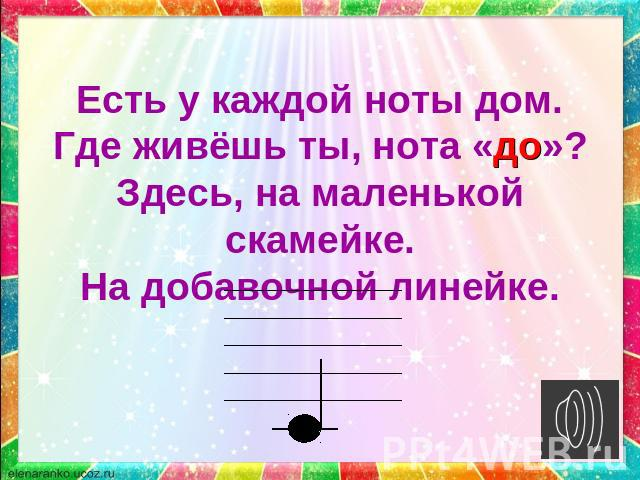 Есть у каждой ноты дом.
Где живёшь ты, нота «до»?
Здесь, на маленькой
скамейке.
На добавочной линейке.
PPt4WEB.ru
elenaranko.ucoz.ru